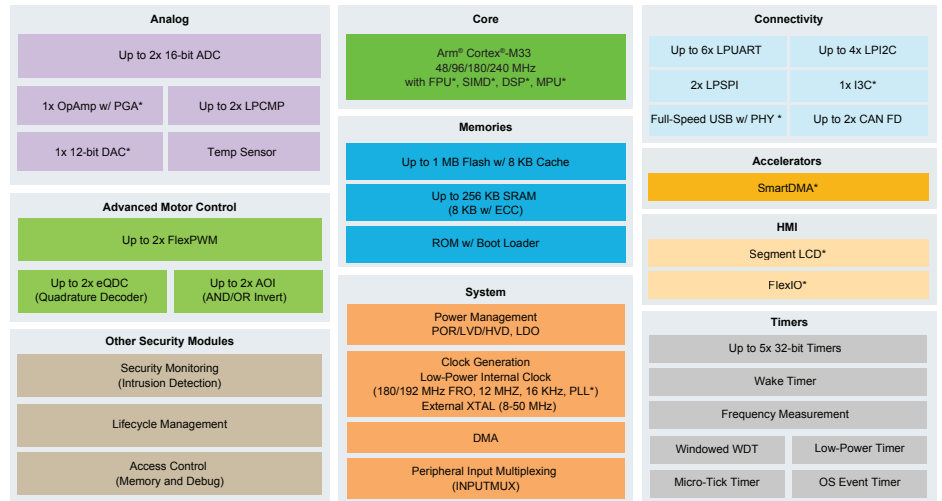 Analog
Up to 2x 16-bit ADC
1x OpAmp w/ PGA*
Up to 2x LPCMP
1x 12-bit DAC*
Temp Sensor
Advanced Motor Control
Up to 2x FlexPWM
Up to 2x eQDC
(Quadrature Decoder)
Up to 2x AOI
(AND/OR Invert)
Other Security Modules
Security Monitoring
(Intrusion Detection)
Lifecycle Management
Access Control
(Memory and Debug)
Core
Arm® Cortex®-M33
48/96/180/240 MHz
with FPU*, SIMD*, DSP*, MPU*
Memories
Up to 1 MB Flash w/ 8 KB Cache
Up to 256 KB SRAM
(8 KB w/ ECC)
ROM w/ Boot Loader
System
Power Management
POR/LVD/HVD, LDO
Clock Generation
Low-Power Internal Clock
(180/192 MHz FRO, 12 MHZ, 16 KHz, PLL*)
External XTAL (8-50 MHz)
DMA
Peripheral Input Multiplexing
(INPUTMUX)
Connectivity
Up to 6x LPUART
Up to 4x LPI2C
2x LPSPI
1x I3C*
Full-Speed USB w/ PHY *
Up to 2x CAN FD
Accelerators
SmartDMA*
HMI
Segment LCD*
FlexIO*
Timers
Up to 5x 32-bit Timers
Wake Timer
Frequency Measurement
Windowed WDT
Low-Power Timer
Micro-Tick Timer
OS Event Timer